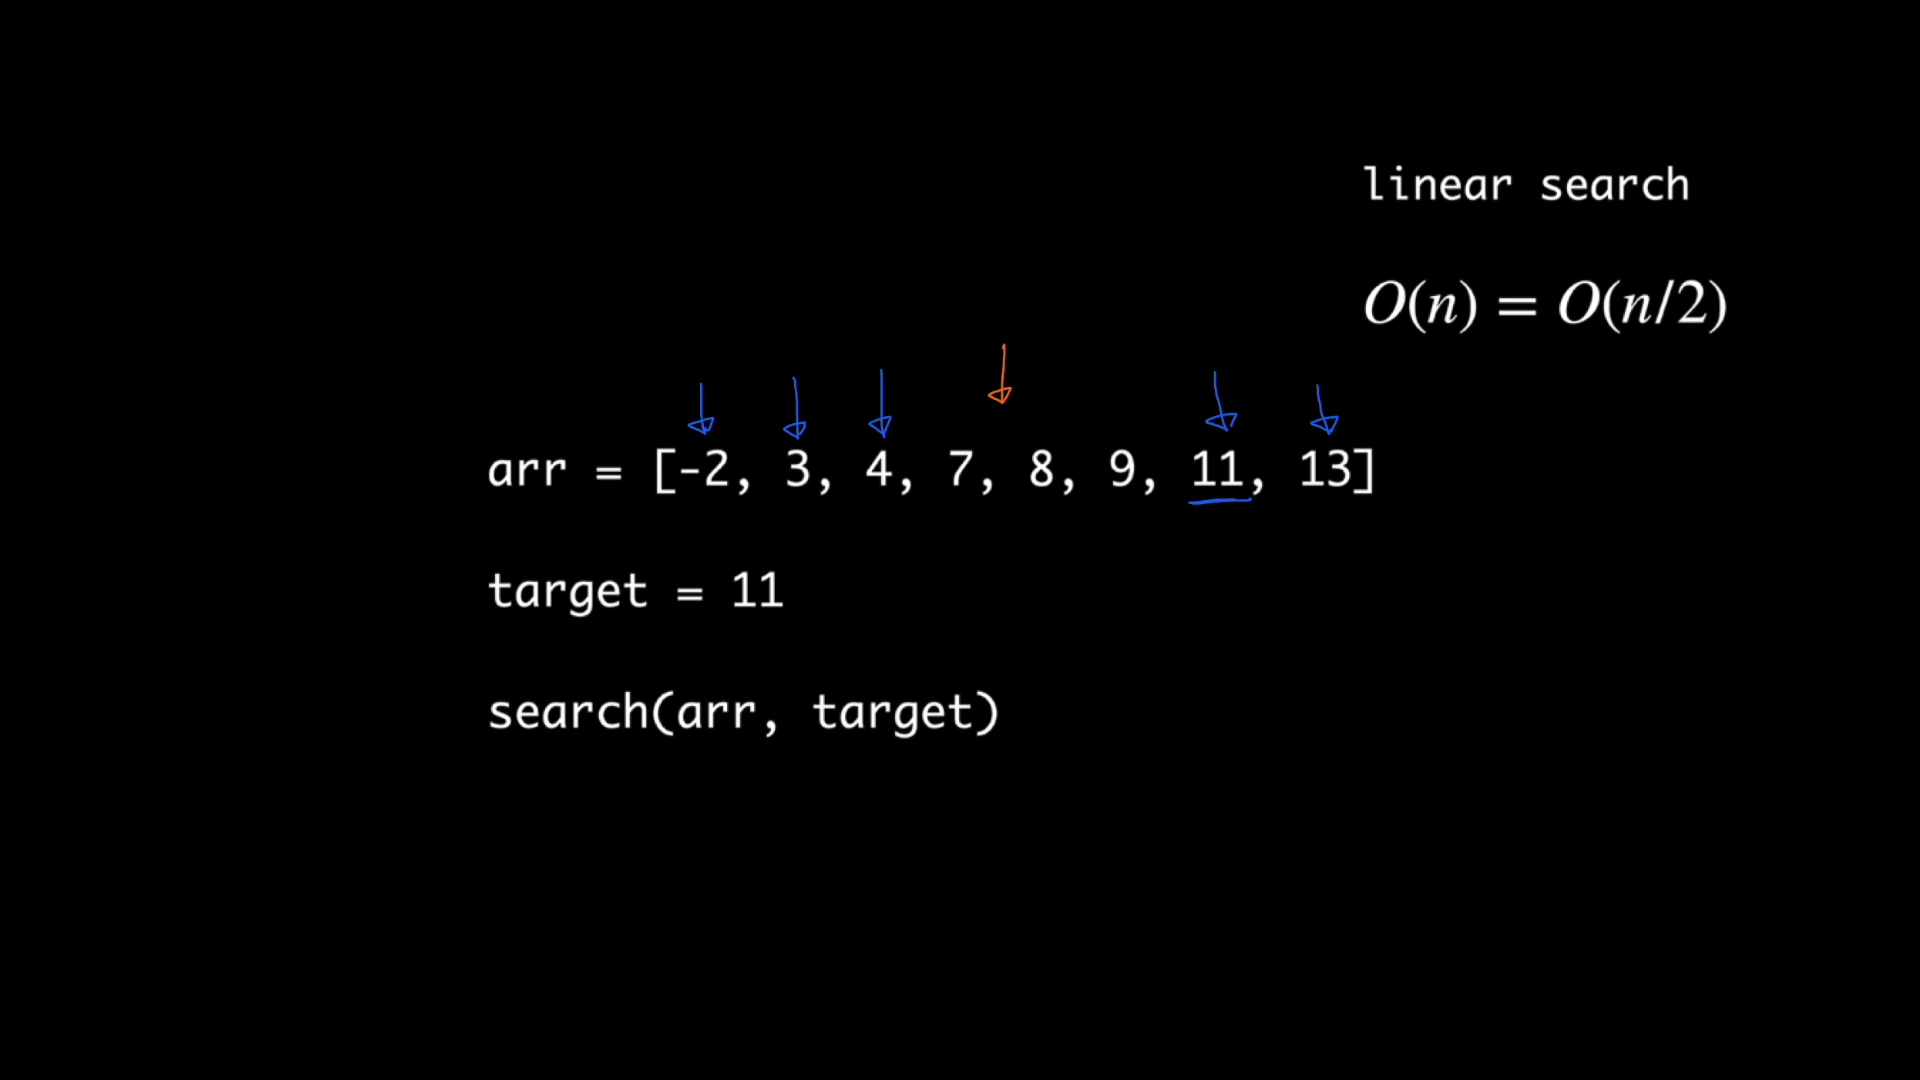 linear search
O(n) = O(n/2)
arr = [-2, 3, 4, 7, 8, 9, 11, 13]
target = 11
search(arr, target)